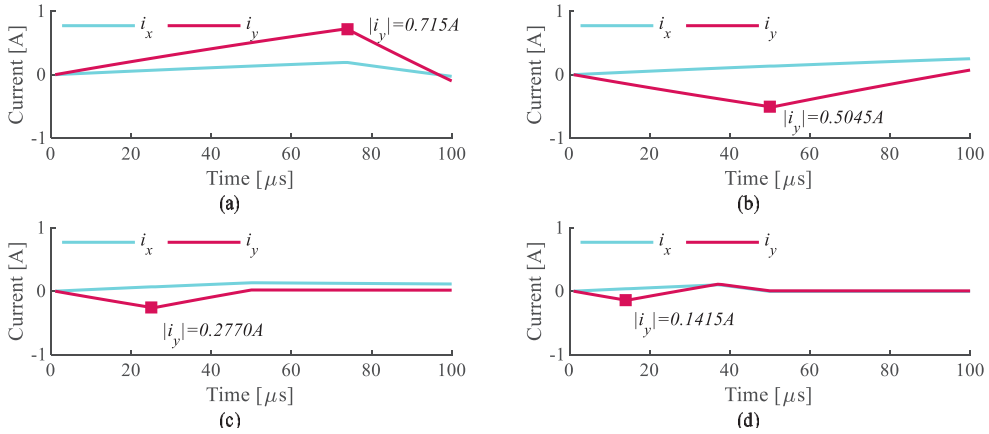 Current [A]
1
0
-1
i_x
i_y
|i_y|=0.715A
0 20 40 60 80 100
Time [μs]
(a)
Current [A]
1
0
-1
i_x
i_y
|i_y|=0.5045A
0 20 40 60 80 100
Time [μs]
(b)
Current [A]
1
0
-1
i_x
i_y
|i_y|=0.2770A
0 20 40 60 80 100
Time [μs]
(c)
Current [A]
1
0
-1
i_x
i_y
|i_y|=0.1415A
0 20 40 60 80 100
Time [μs]
(d)